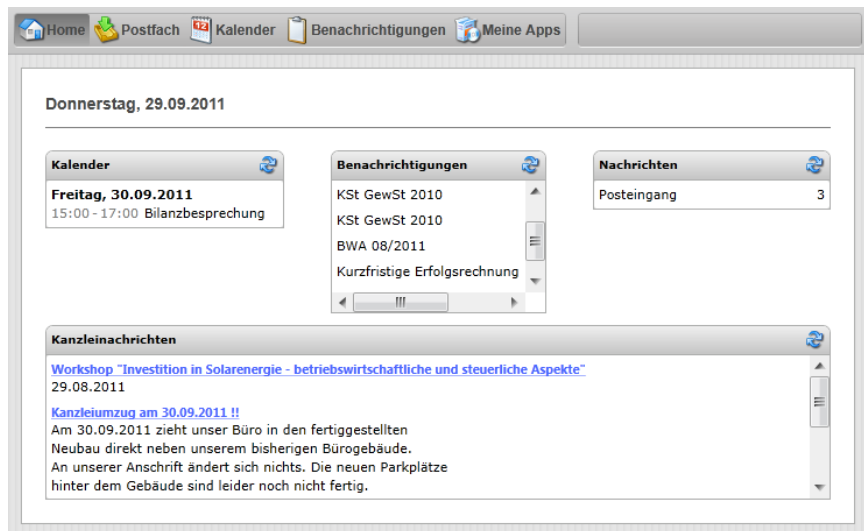 Home Postfach Kalender Benachrichtigungen Meine Apps
Donnerstag, 29.09.2011
Kalender
Freitag, 30.09.2011
15:00 - 17:00 Bilanzbesprechung
Benachrichtigungen
KSt GewSt 2010
KSt GewSt 2010
BWA 08/2011
Kurzfristige Erfolgsrechnung
Nachrichten
Posteingang 3
Kanzleinachrichten
Workshop "Investition in Solarenergie - betriebswirtschaftliche und steuerliche Aspekte"
29.08.2011
Kanzleiumzug am 30.09.2011 !!
Am 30.09.2011 zieht unser Büro in den fertiggestellten
Neubau direkt neben unserem bisherigen Bürogebäude.
An unserer Anschrift ändert sich nichts. Die neuen Parkplätze
hinter dem Gebäude sind leider noch nicht fertig.